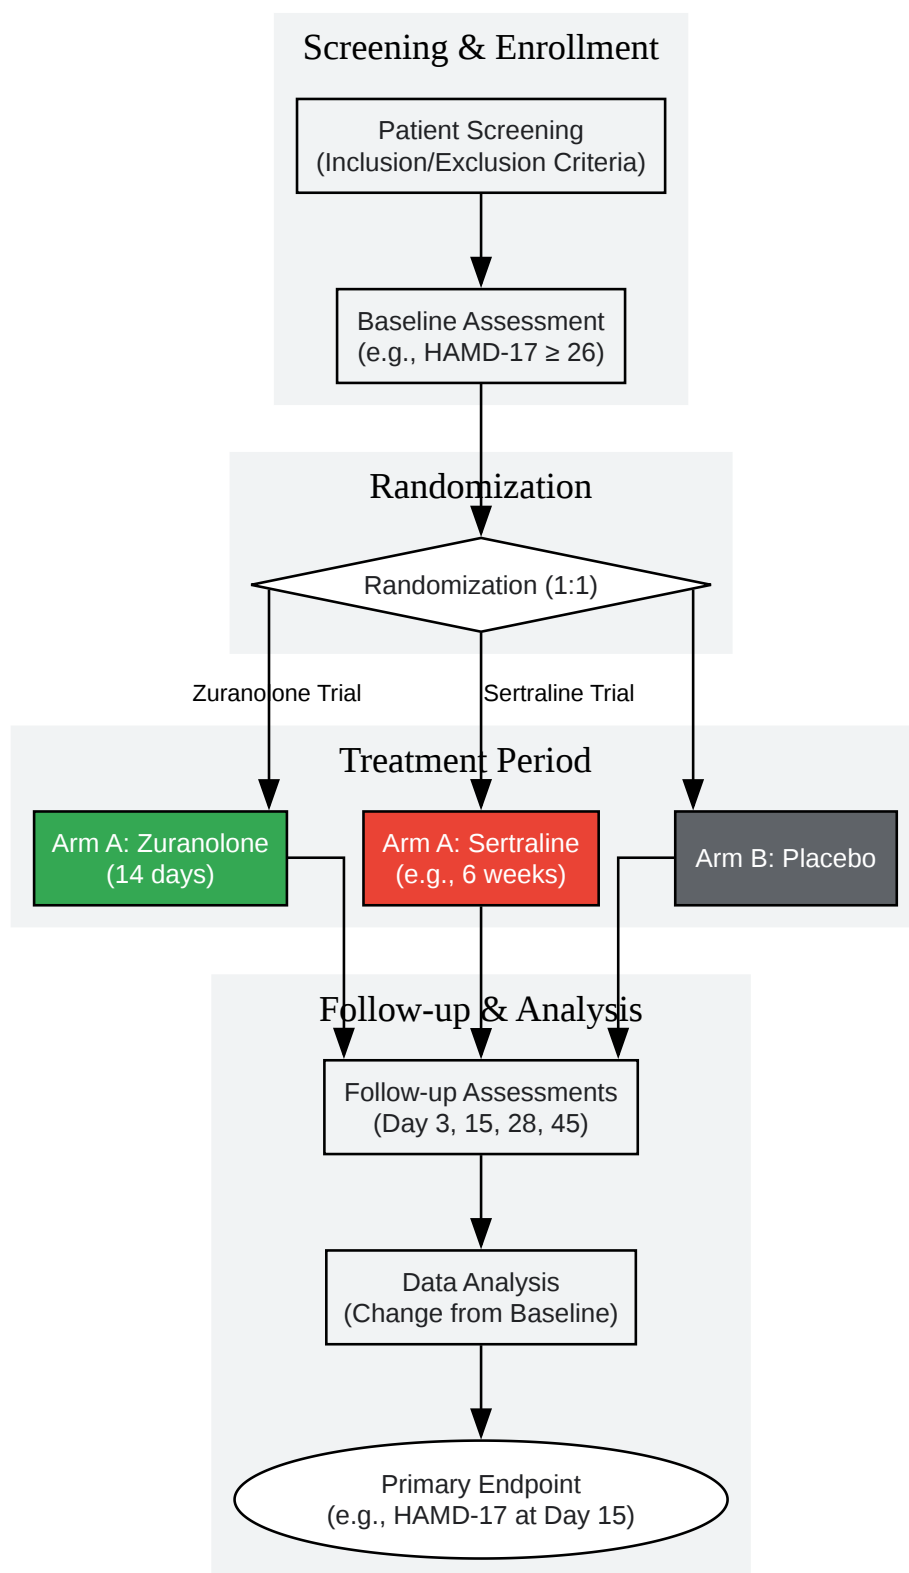 Screening & Enrollment
Patient Screening
(Inclusion/Exclusion Criteria)
Baseline Assessment
(e.g., HAMD-17 ≥ 26)
Randomization
Randomization (1:1)
Zuranolone Trial
Sertraline Trial
Treatment Period
Arm A: Zuranolone
(14 days)
Arm A: Sertraline
(e.g., 6 weeks)
Arm B: Placebo
Follow-up & Analysis
Follow-up Assessments
(Day 3, 15, 28, 45)
Data Analysis
(Change from Baseline)
Primary Endpoint
(e.g., HAMD-17 at Day 15)